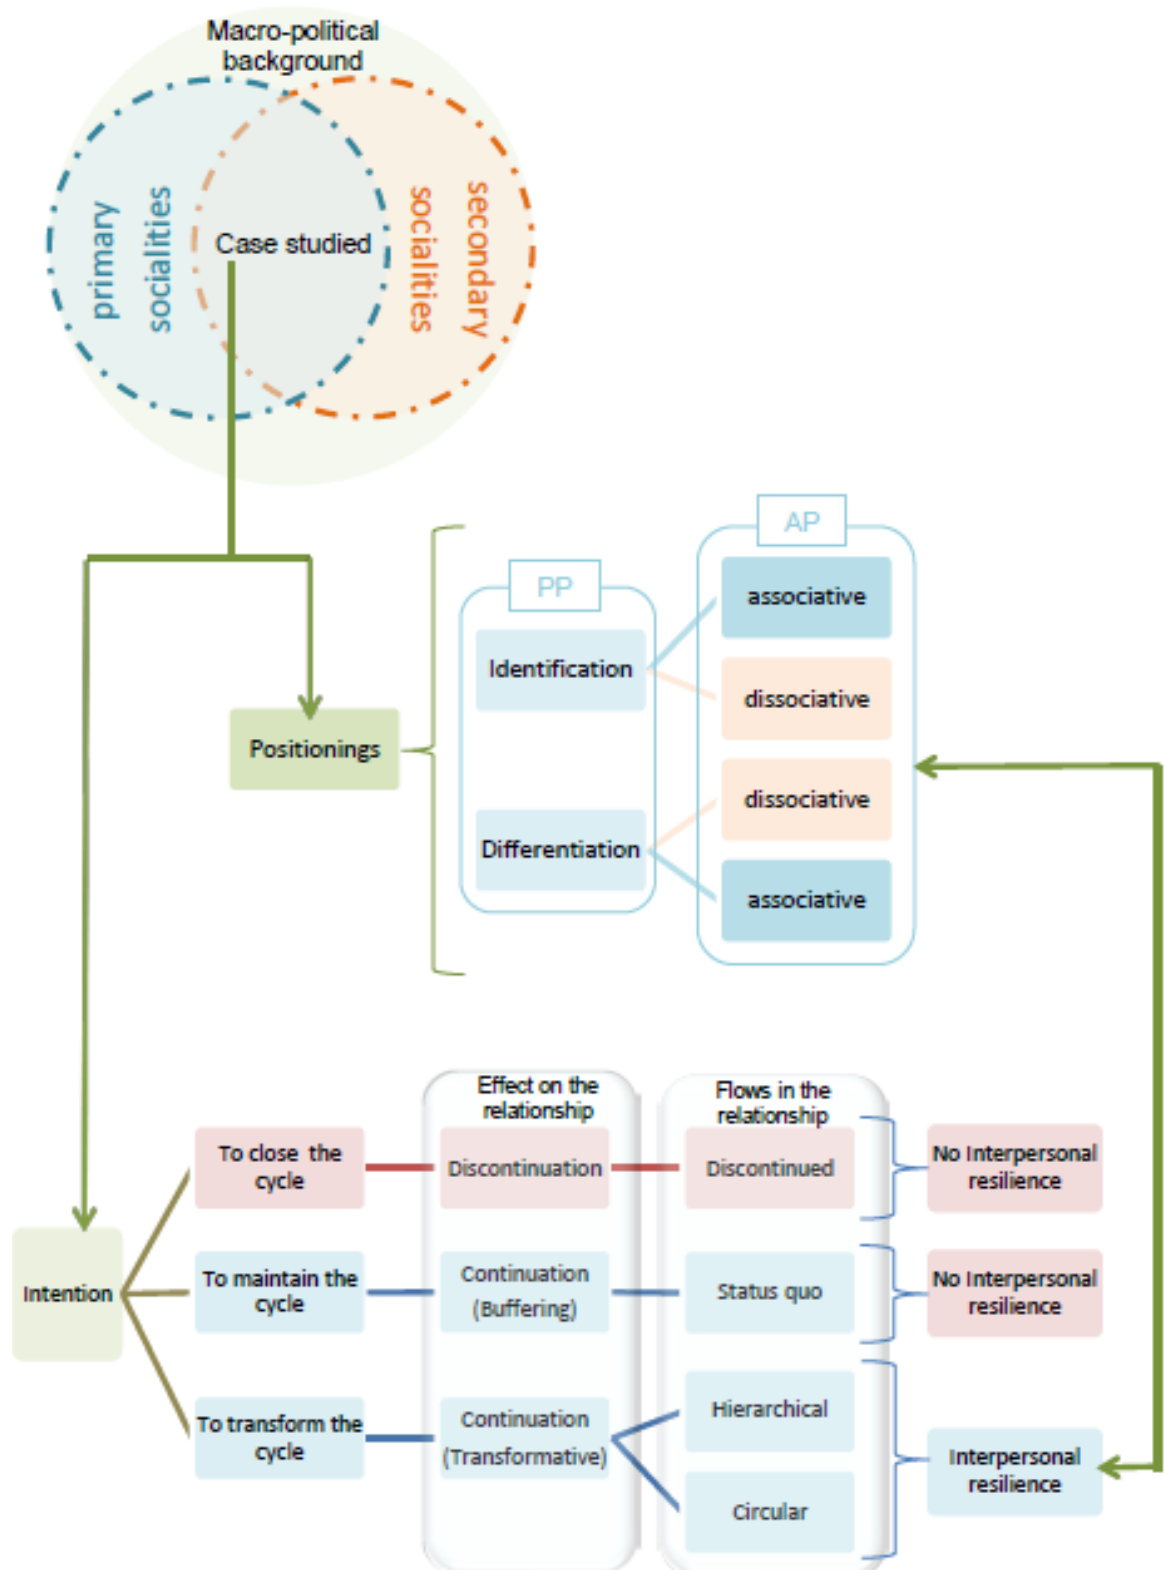 Macro-political
background
primary
socialities
Case studied
socialities
secondary
AP
PP
associative
Identification
dissociative
Positionings
dissociative
Differentiation
associative
Effect on the
relationship
Flows in the
relationship
To close the
cycle
Discontinuation
Discontinued
No Interpersonal
resilience
Intention
To maintain the
cycle
Continuation
(Buffering)
Status quo
No Interpersonal
resilience
To transform the
cycle
Continuation
(Transformative)
Hierarchical
Circular
Interpersonal
resilience